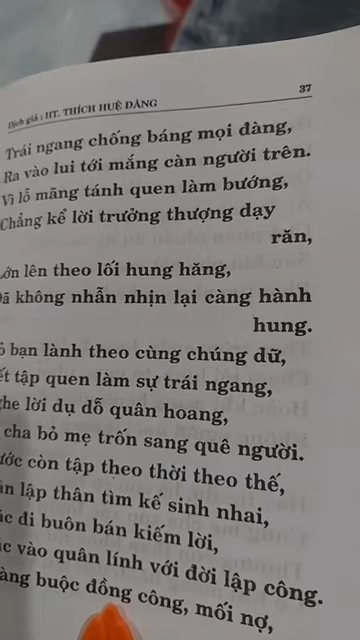 Dịch giả : HT. THÍCH HUỆ ĐĂNG 37
Trái ngang chống báng mọi đàng,
Ra vào lui tới mắng càn người trên.
Vì lỗ mãng tánh quen làm bướng,
Chẳng kể lời trưởng thượng dạy
răn,
lên theo lối hung hăng,
không nhẫn nhịn lại càng hành
hung.
bạn lành theo cùng chúng dữ,
tập quen làm sự trái ngang,
lời dụ dỗ quân hoang,
cha bỏ mẹ trốn sang quê người.
còn tập theo thời theo thế,
lập thân tìm kế sinh nhai,
đi buôn bán kiếm lời,
vào quân lính với đời lập công.
buộc đồng công, mối nợ,